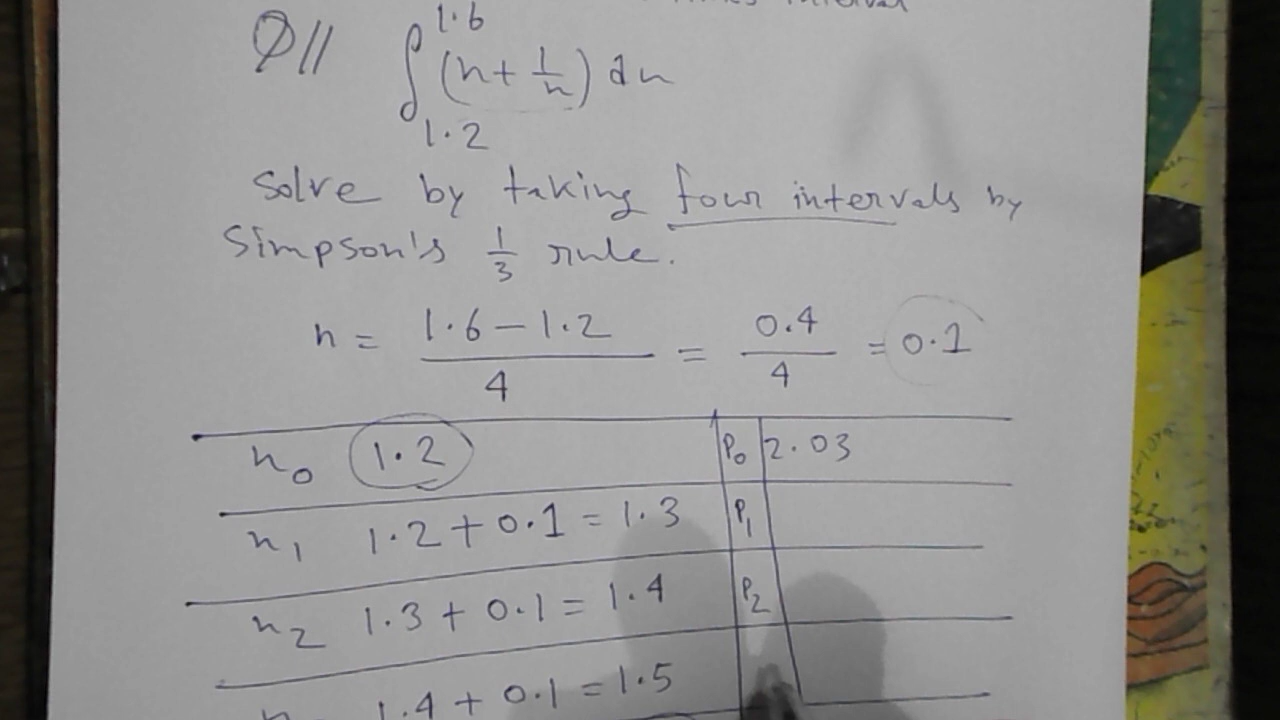 interval
Q11 ∫₁.₂^1.6 (x + 1/x) dx
Solve by taking four intervals by
Simpson's 1/3 rule.
h = (1.6 - 1.2)/4 = 0.4/4 = 0.1
x0 1.2 P0 2.03
x1 1.2 + 0.1 = 1.3 P1
x2 1.3 + 0.1 = 1.4 P2
1.4 + 0.1 = 1.5